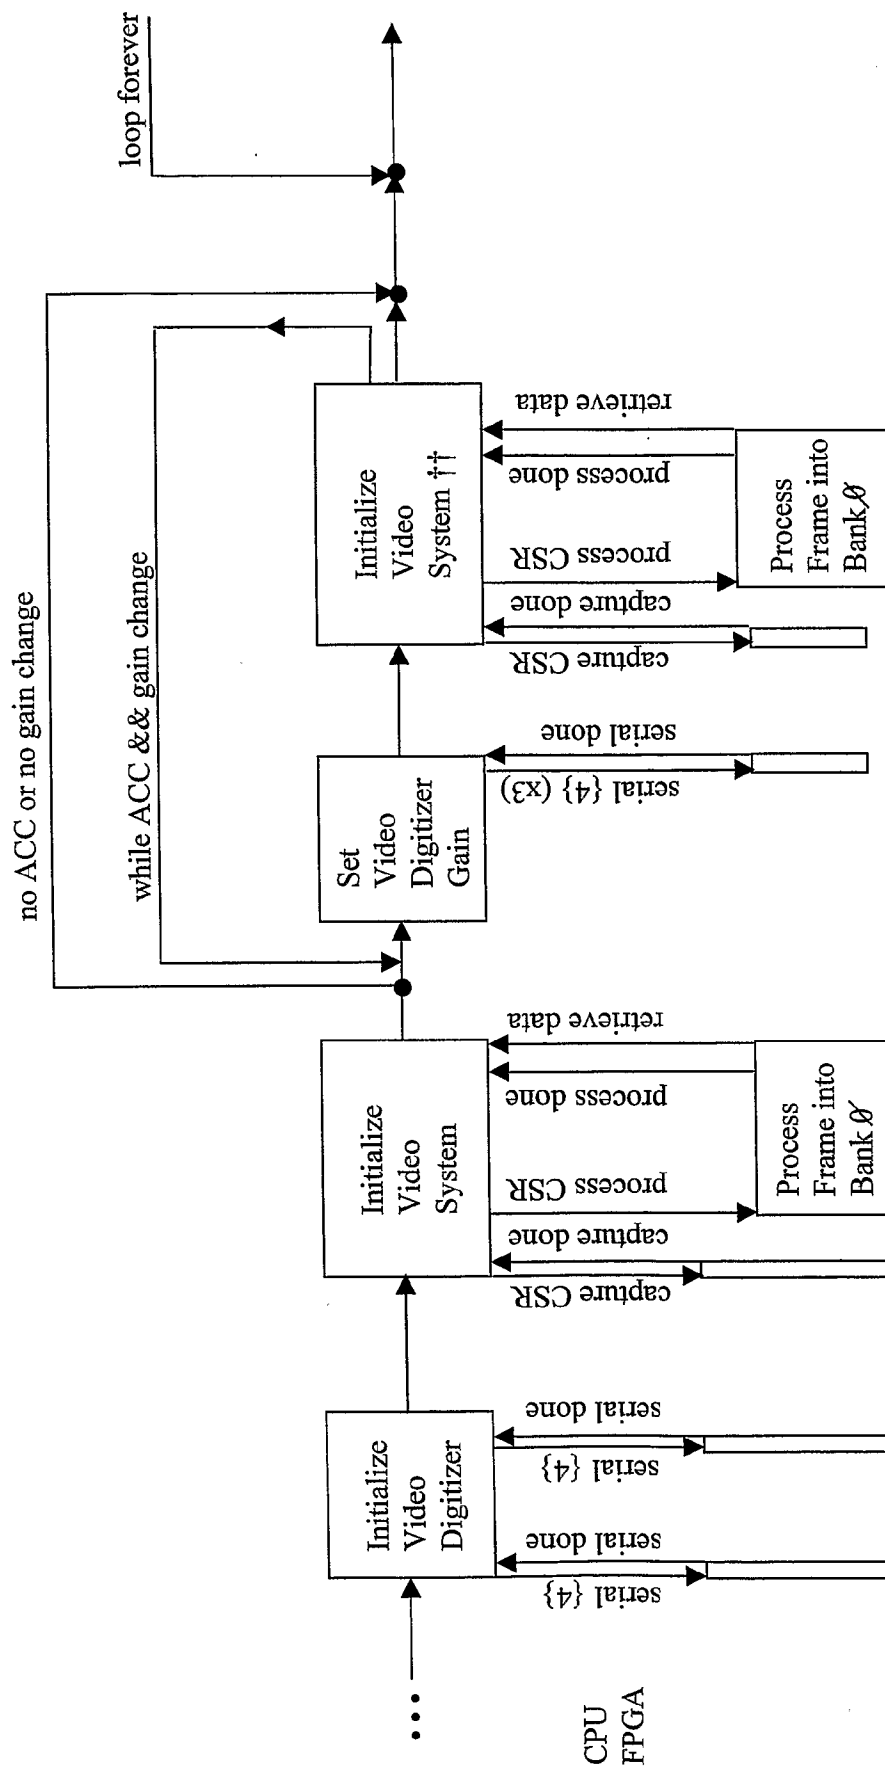 loop forever
no ACC or no gain change
while ACC && gain change
Initialize
Video
Digitizer
Initialize
Video
System
Set
Video
Digitizer
Gain
Initialize
Video
System ††
serial {4}
serial done
serial {4}
serial done
capture CSR
capture done
process CSR
process done
retrieve data
serial {4} (x3)
serial done
capture CSR
capture done
process CSR
process done
retrieve data
Process
Frame into
Bank 0
Process
Frame into
Bank 0
•••
CPU
FPGA